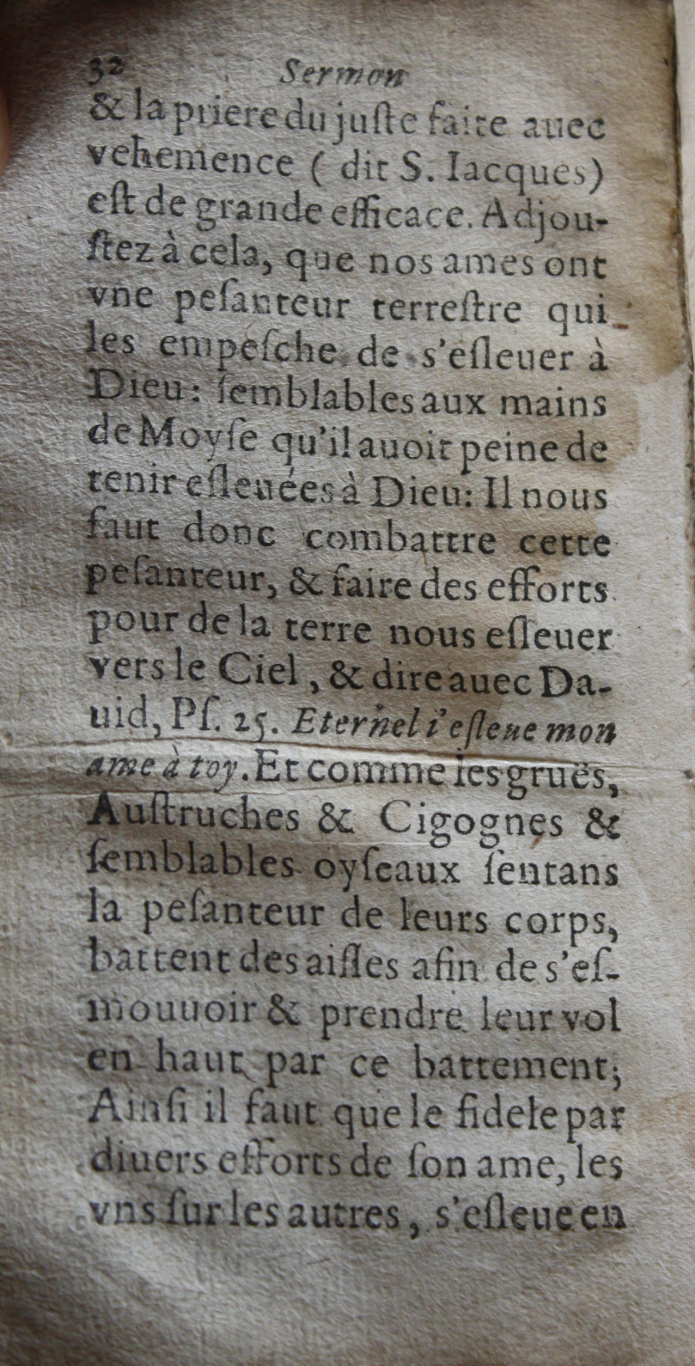 32 Sermon
& la priere du juſte faite auec
vehemence ( dit S. Iacques)
eſt de grande efficace. Adjou-
ſtez à cela, que nos ames ont
vne peſanteur terreſtre qui
les empeſche de s'eſleuer à
Dieu: ſemblables aux mains
de Moyſe qu'il auoit peine de
tenir eſleuées à Dieu: Il nous
faut donc combattre cette
peſanteur, & faire des efforts
pour de la terre nous eſleuer
vers le Ciel, & dire auec Da-
uid, Pſ. 25. Eternel i'eſleue mon
ame à toy. Et comme les gruës,
Auſtruches & Cigognes &
ſemblables oyſeaux ſentans
la peſanteur de leurs corps,
battent des aiſles afin de s'eſ-
mouuoir & prendre leur vol
en haut par ce battement;
Ainſi il faut que le fidele par
diuers efforts de ſon ame, les
vns ſur les autres, s'eſleue en